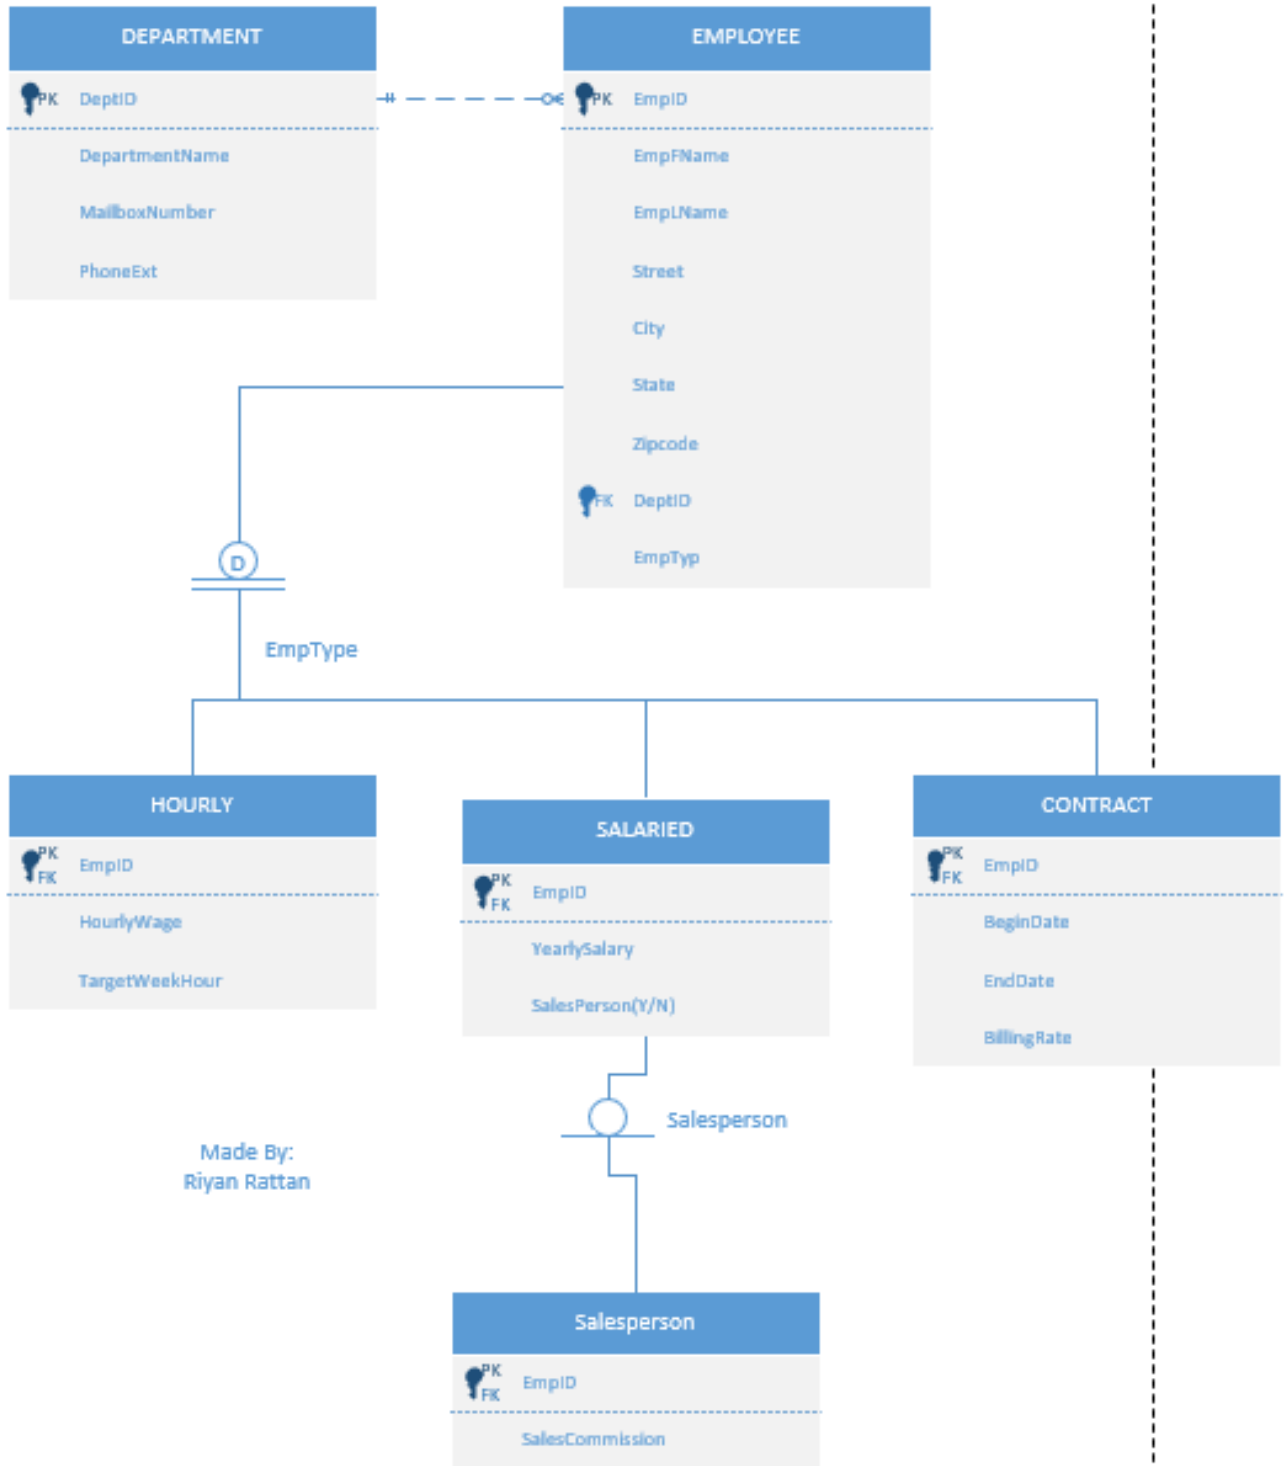 DEPARTMENT
PK DeptID
DepartmentName
MailboxNumber
PhoneExt
EMPLOYEE
PK EmpID
EmpFName
EmpLName
Street
City
State
Zipcode
FK DeptID
EmpTyp
D
EmpType
HOURLY
PK
FK EmpID
HourlyWage
TargetWeekHour
SALARIED
PK
FK EmpID
YearlySalary
SalesPerson(Y/N)
CONTRACT
PK
FK EmpID
BeginDate
EndDate
BillingRate
Salesperson
Made By:
Riyan Rattan
Salesperson
PK
FK EmpID
SalesCommission